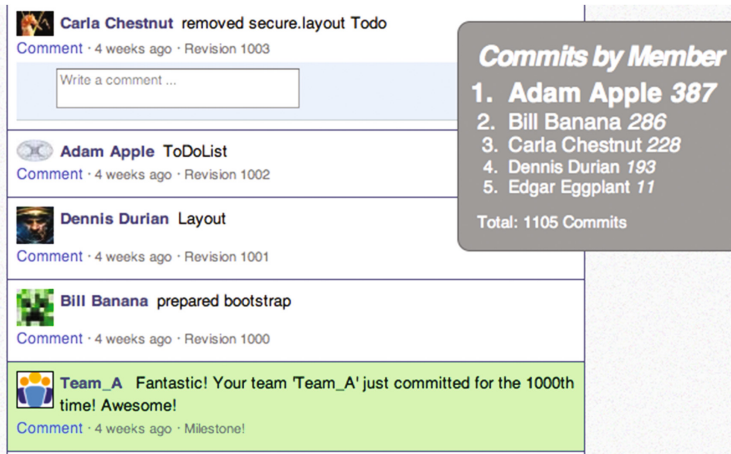 Carla Chestnut removed secure.layout Todo
Comment · 4 weeks ago · Revision 1003
Write a comment ...
Adam Apple ToDoList
Comment · 4 weeks ago · Revision 1002
Dennis Durian Layout
Comment · 4 weeks ago · Revision 1001
Bill Banana prepared bootstrap
Comment · 4 weeks ago · Revision 1000
Team_A Fantastic! Your team 'Team_A' just committed for the 1000th
time! Awesome!
Comment · 4 weeks ago · Milestone!
Commits by Member
1. Adam Apple 387
2. Bill Banana 286
3. Carla Chestnut 228
4. Dennis Durian 193
5. Edgar Eggplant 11
Total: 1105 Commits